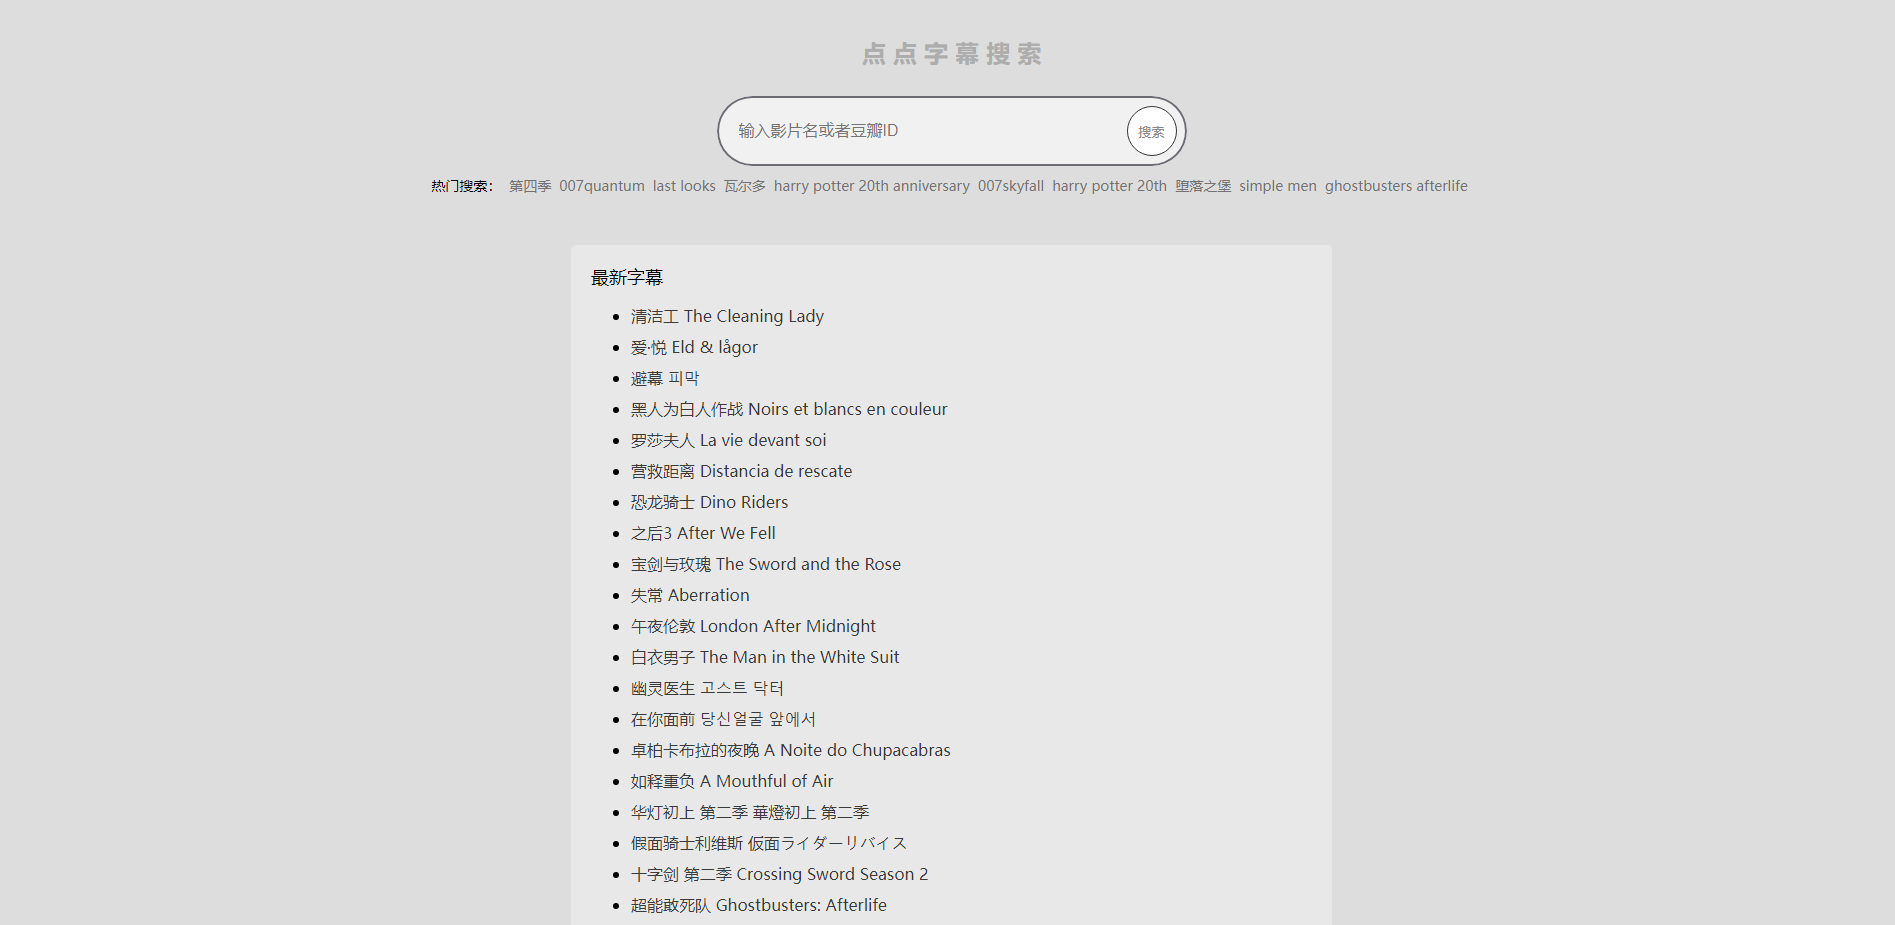 点点字幕搜索
输入影片名或者豆瓣ID 搜索
热门搜索： 第四季 007quantum last looks 瓦尔多 harry potter 20th anniversary 007skyfall harry potter 20th 堕落之堡 simple men ghostbusters afterlife
最新字幕
清洁工 The Cleaning Lady
爱·悦 Eld & lågor
避幕 피막
黑人为白人作战 Noirs et blancs en couleur
罗莎夫人 La vie devant soi
营救距离 Distancia de rescate
恐龙骑士 Dino Riders
之后3 After We Fell
宝剑与玫瑰 The Sword and the Rose
失常 Aberration
午夜伦敦 London After Midnight
白衣男子 The Man in the White Suit
幽灵医生 고스트 닥터
在你面前 당신얼굴 앞에서
卓柏卡布拉的夜晚 A Noite do Chupacabras
如释重负 A Mouthful of Air
华灯初上 第二季 華燈初上 第二季
假面骑士利维斯 仮面ライダーリバイス
十字剑 第二季 Crossing Sword Season 2
超能敢死队 Ghostbusters: Afterlife